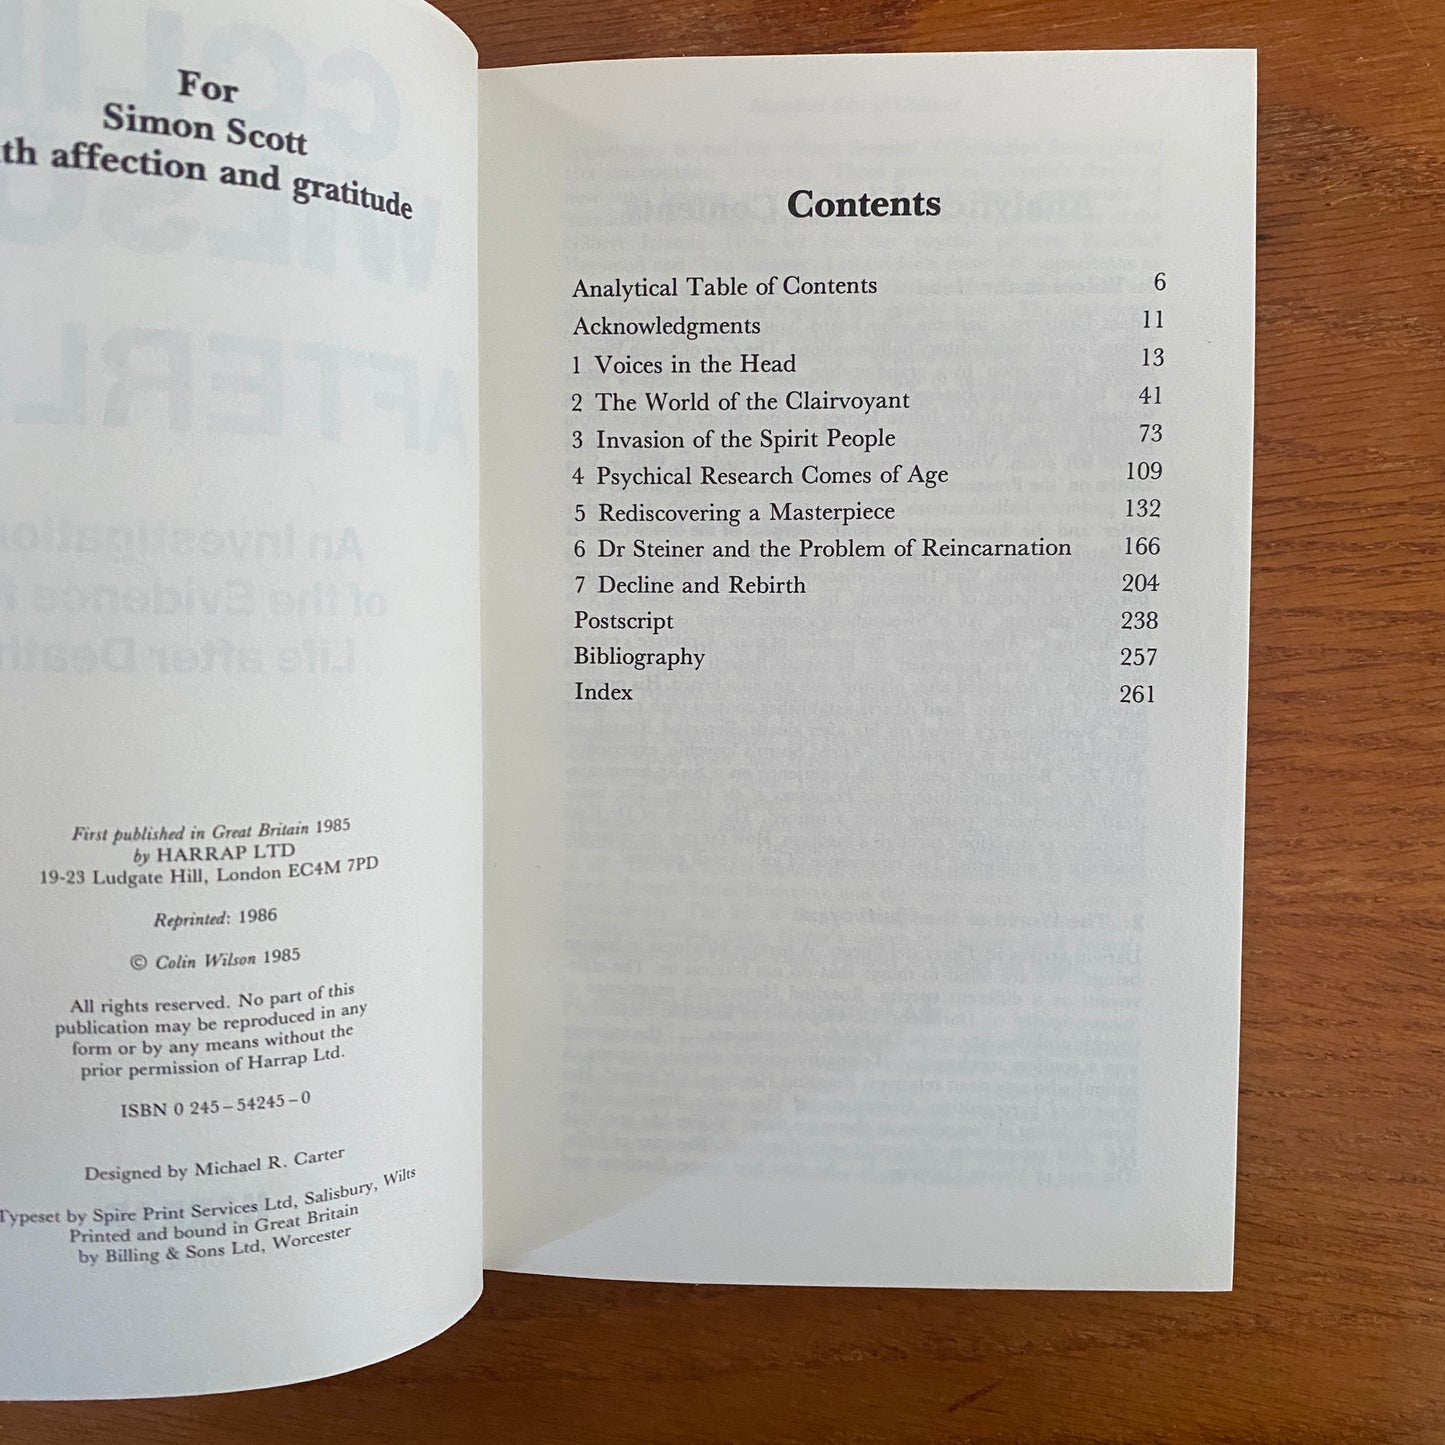 For
Simon Scott
th affection and gratitude
First published in Great Britain 1985
by HARRAP LTD
19-23 Ludgate Hill, London EC4M 7PD
Reprinted: 1986
© Colin Wilson 1985
All rights reserved. No part of this
publication may be reproduced in any
form or by any means without the
prior permission of Harrap Ltd.
ISBN 0 245–54245–0
Designed by Michael R. Carter
Typeset by Spire Print Services Ltd, Salisbury, Wilts
Printed and bound in Great Britain
by Billing & Sons Ltd, Worcester
Contents
Analytical Table of Contents 6
Acknowledgments 11
1 Voices in the Head 13
2 The World of the Clairvoyant 41
3 Invasion of the Spirit People 73
4 Psychical Research Comes of Age 109
5 Rediscovering a Masterpiece 132
6 Dr Steiner and the Problem of Reincarnation 166
7 Decline and Rebirth 204
Postscript 238
Bibliography 257
Index 261